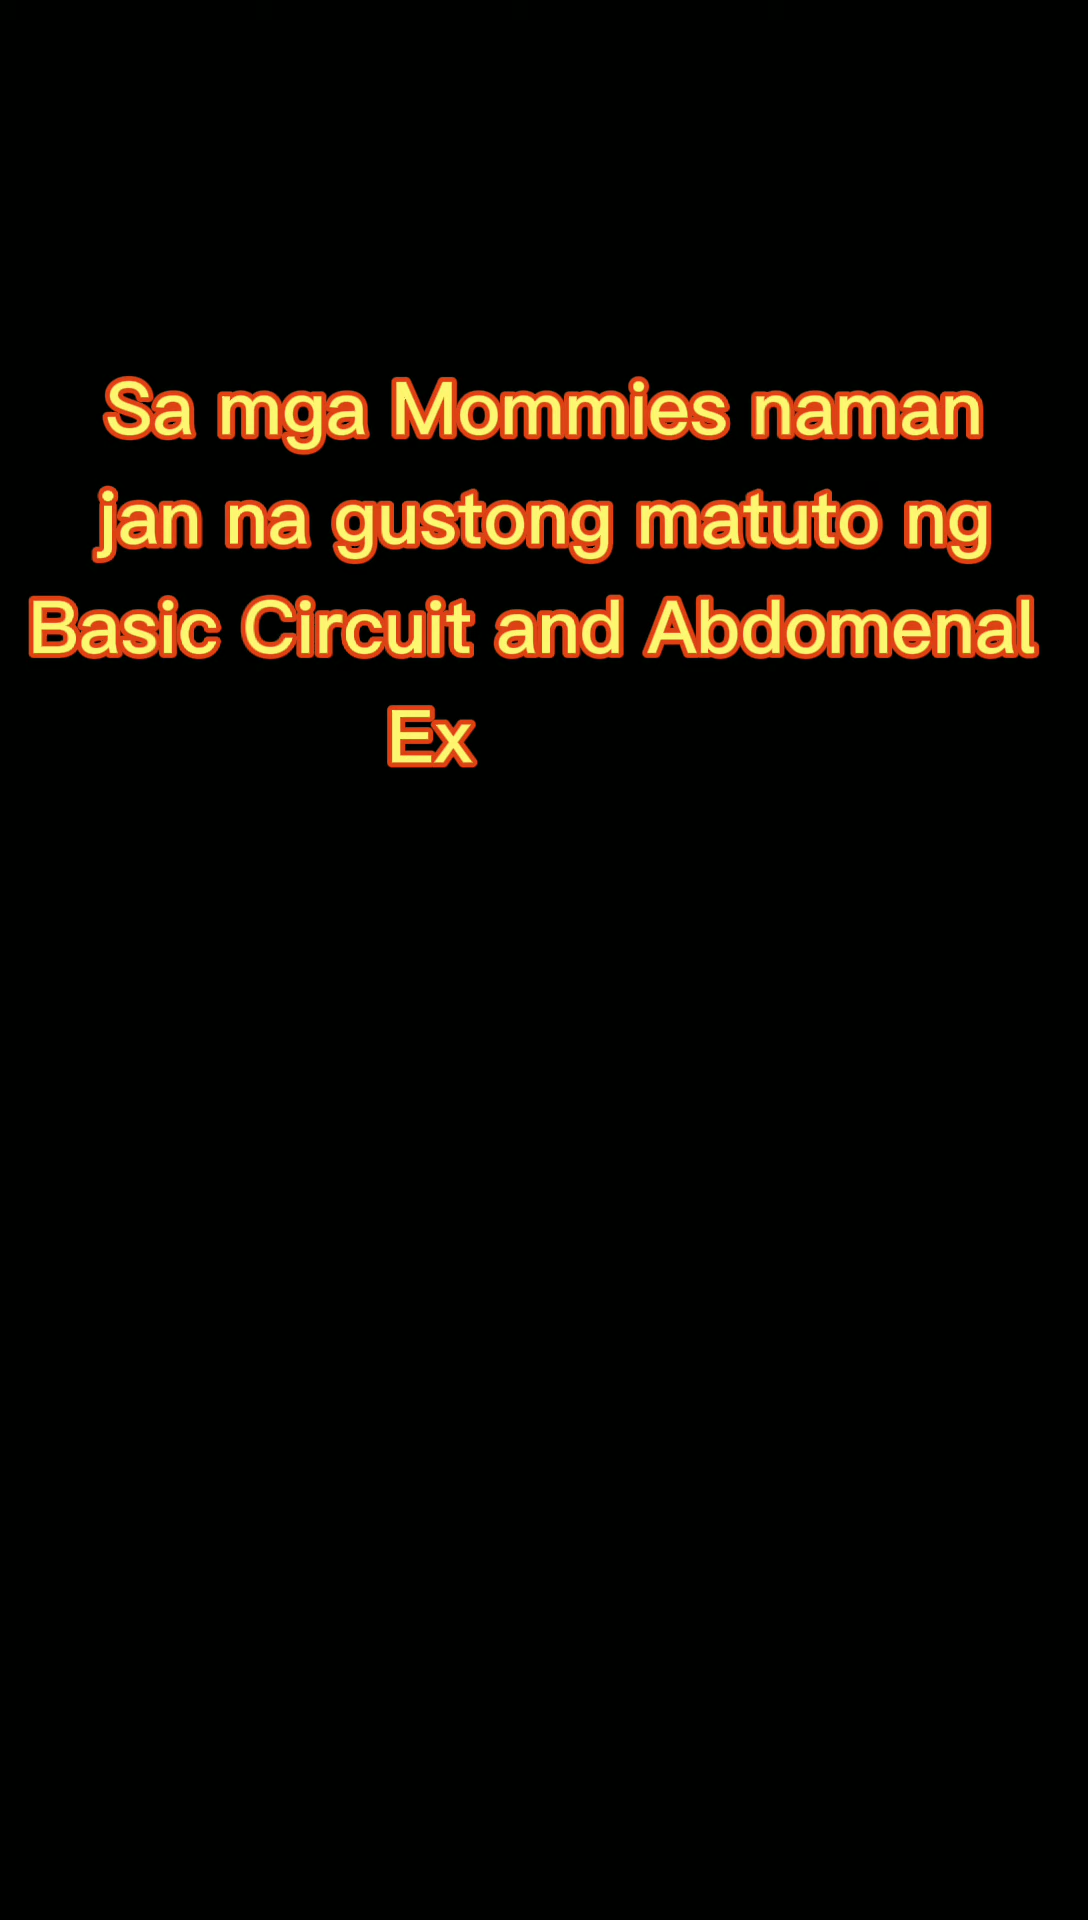 Sa mga Mommies naman
jan na gustong matuto ng
Basic Circuit and Abdomenal
Ex